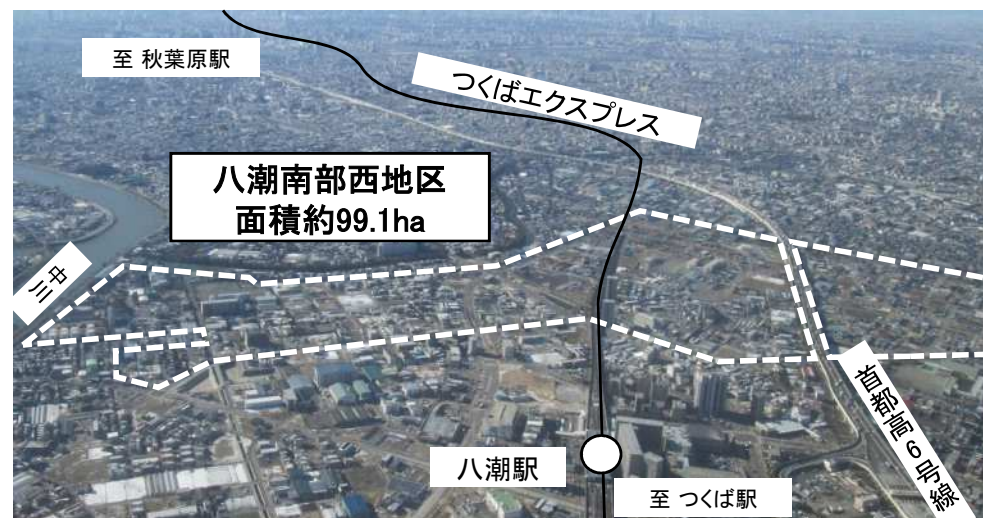 至 秋葉原駅
つくばエクスプレス
八潮南部西地区
面積約99.1ha
中
三
八潮駅
至 つくば駅
首都高6号線